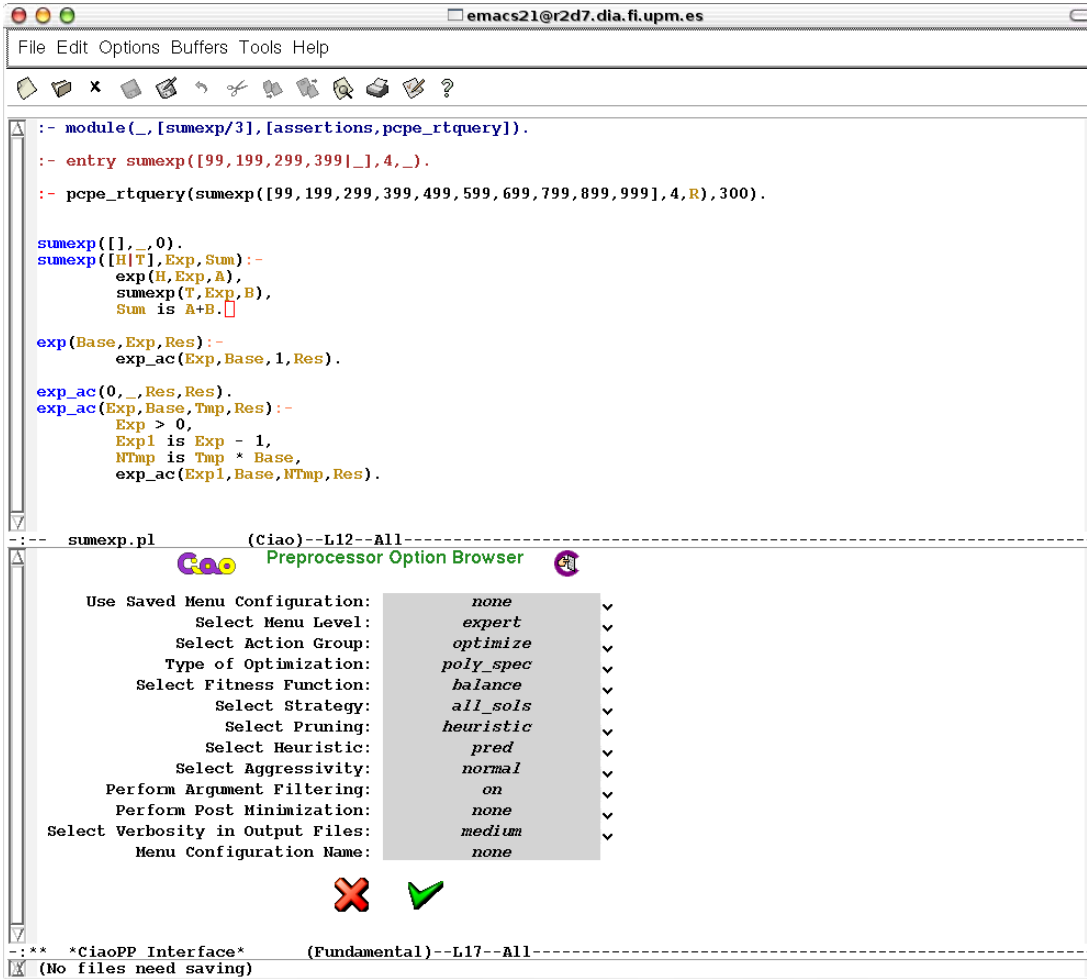 emacs21@r2d7.dia.fi.upm.es
File Edit Options Buffers Tools Help
:- module(_,[sumexp/3],[assertions,pcpe_rtquery]).
:- entry sumexp([99,199,299,399|_],4,_).
:- pcpe_rtquery(sumexp([99,199,299,399,499,599,699,799,899,999],4,R),300).
sumexp([],_,0).
sumexp([H|T],Exp,Sum):-
exp(H,Exp,A),
sumexp(T,Exp,B),
Sum is A+B.
exp(Base,Exp,Res):-
exp_ac(Exp,Base,1,Res).
exp_ac(0,_,Res,Res).
exp_ac(Exp,Base,Tmp,Res):-
Exp > 0,
Exp1 is Exp - 1,
NTmp is Tmp * Base,
exp_ac(Exp1,Base,NTmp,Res).
-:-- sumexp.pl (Ciao)--L12--All--------------------------------------------------------------
Ciao Preprocessor Option Browser
Use Saved Menu Configuration: none
Select Menu Level: expert
Select Action Group: optimize
Type of Optimization: poly_spec
Select Fitness Function: balance
Select Strategy: all_sols
Select Pruning: heuristic
Select Heuristic: pred
Select Aggressivity: normal
Perform Argument Filtering: on
Perform Post Minimization: none
Select Verbosity in Output Files: medium
Menu Configuration Name: none
-:** *CiaoPP Interface* (Fundamental)--L17--All--------------------------------------------------------
(No files need saving)